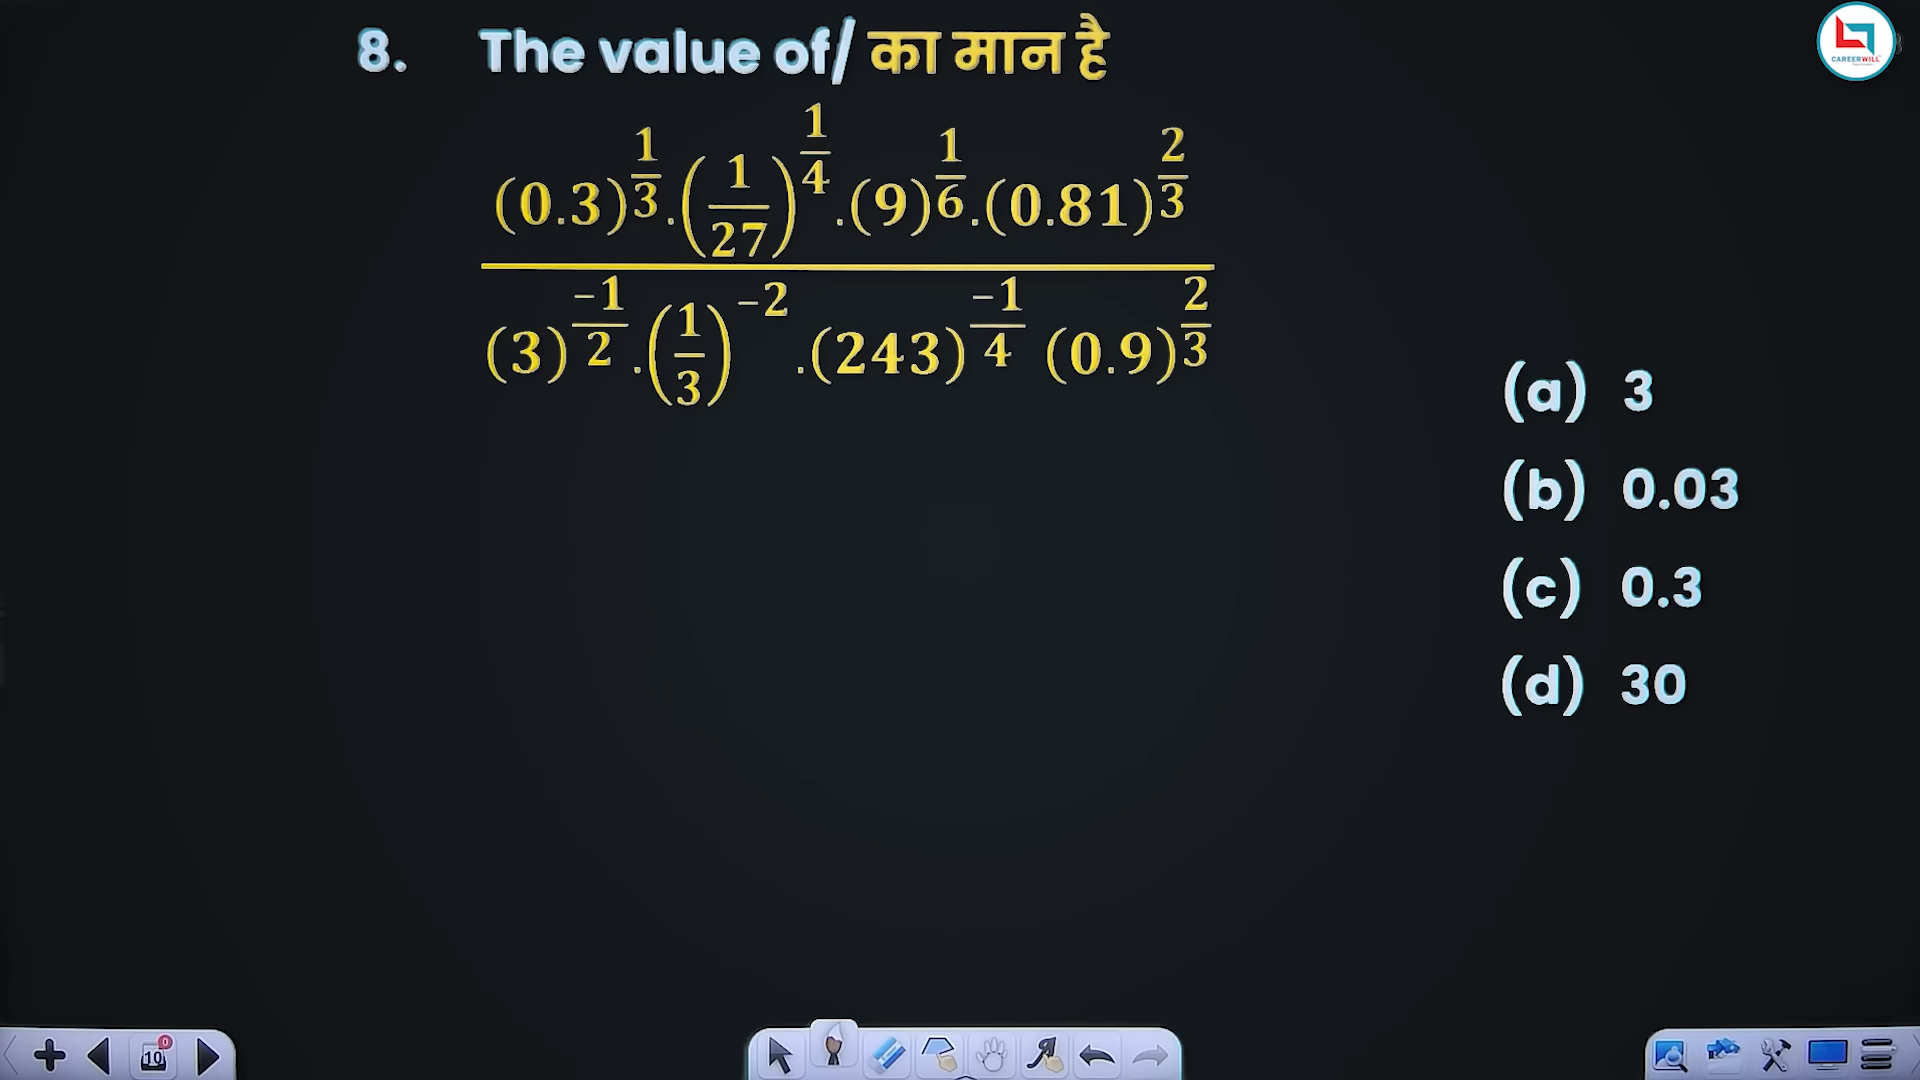 8. The value of/ का मान है
(0.3)^{1/3}.(1/27)^{1/4}.(9)^{1/6}.(0.81)^{2/3}
(3)^{-1/2}.(1/3)^{-2}.(243)^{-1/4} (0.9)^{2/3}
(a) 3
(b) 0.03
(c) 0.3
(d) 30
CAREERWILL
10
0